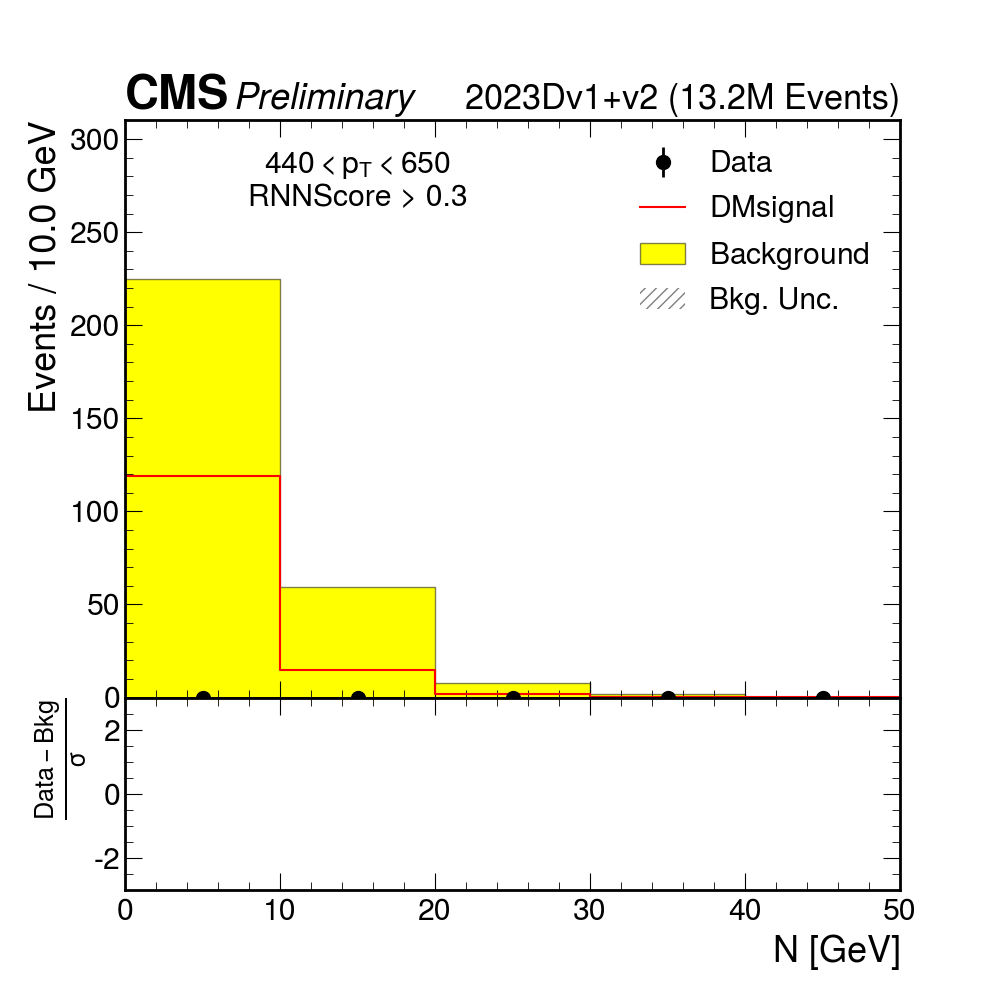 CMS Preliminary 2023Dv1+v2 (13.2M Events)
Events / 10.0 GeV
300
250
200
150
100
50
0
440 < pT < 650
RNNScore > 0.3
Data
DMsignal
Background
Bkg. Unc.
Data – Bkg
σ
2
0
-2
0 10 20 30 40 50
N [GeV]